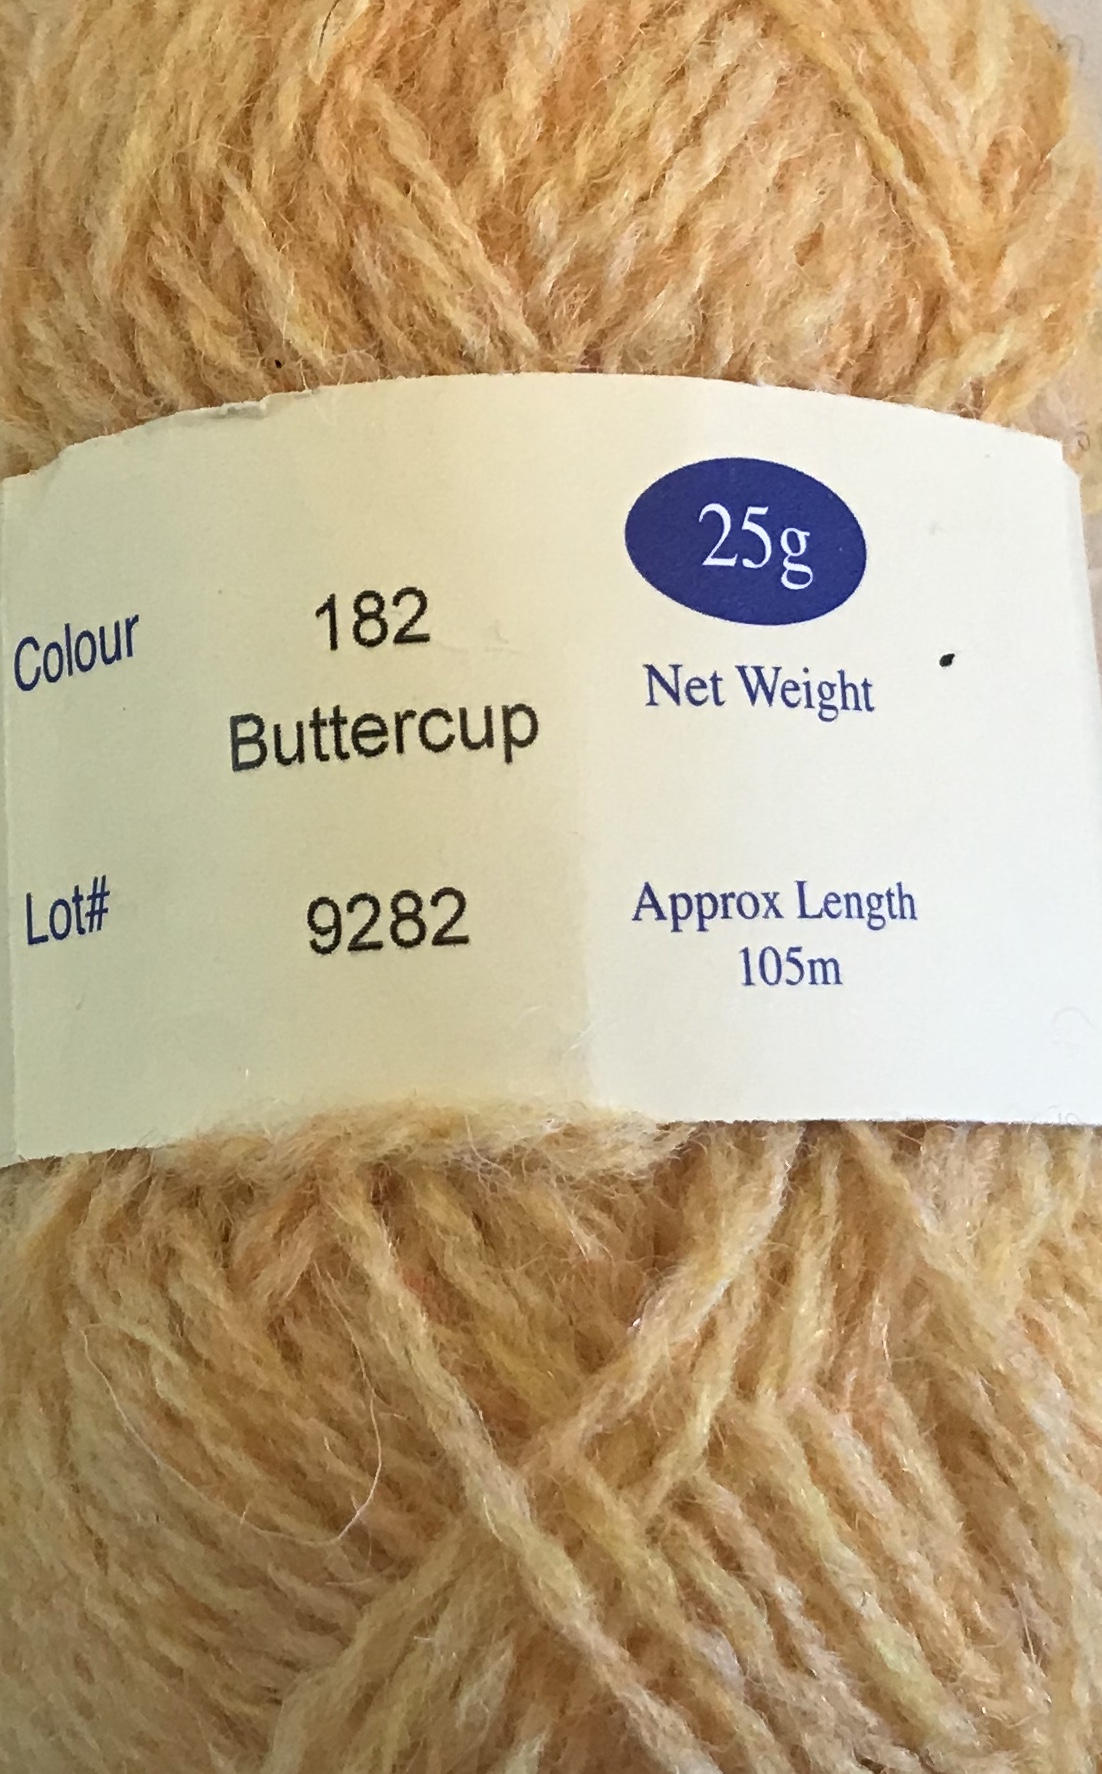 Colour 182
Buttercup
Lot# 9282
25g
Net Weight
Approx Length
105m